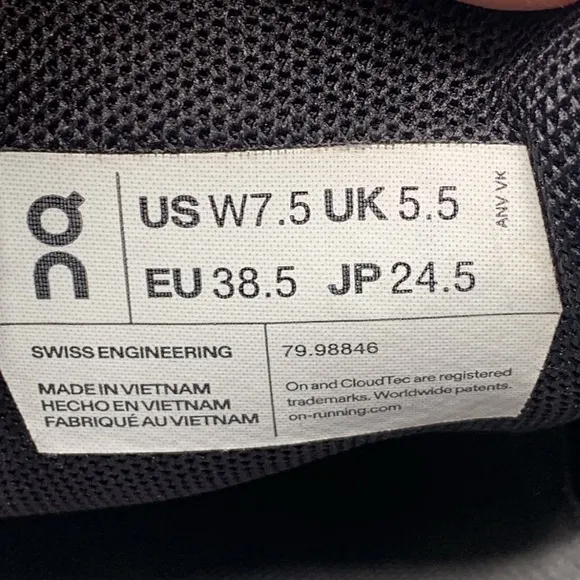 on
US W7.5 UK 5.5
EU 38.5 JP 24.5
ANV VK
SWISS ENGINEERING
MADE IN VIETNAM
HECHO EN VIETNAM
FABRIQUÉ AU VIETNAM
79.98846
On and CloudTec are registered
trademarks. Worldwide patents.
on-running.com